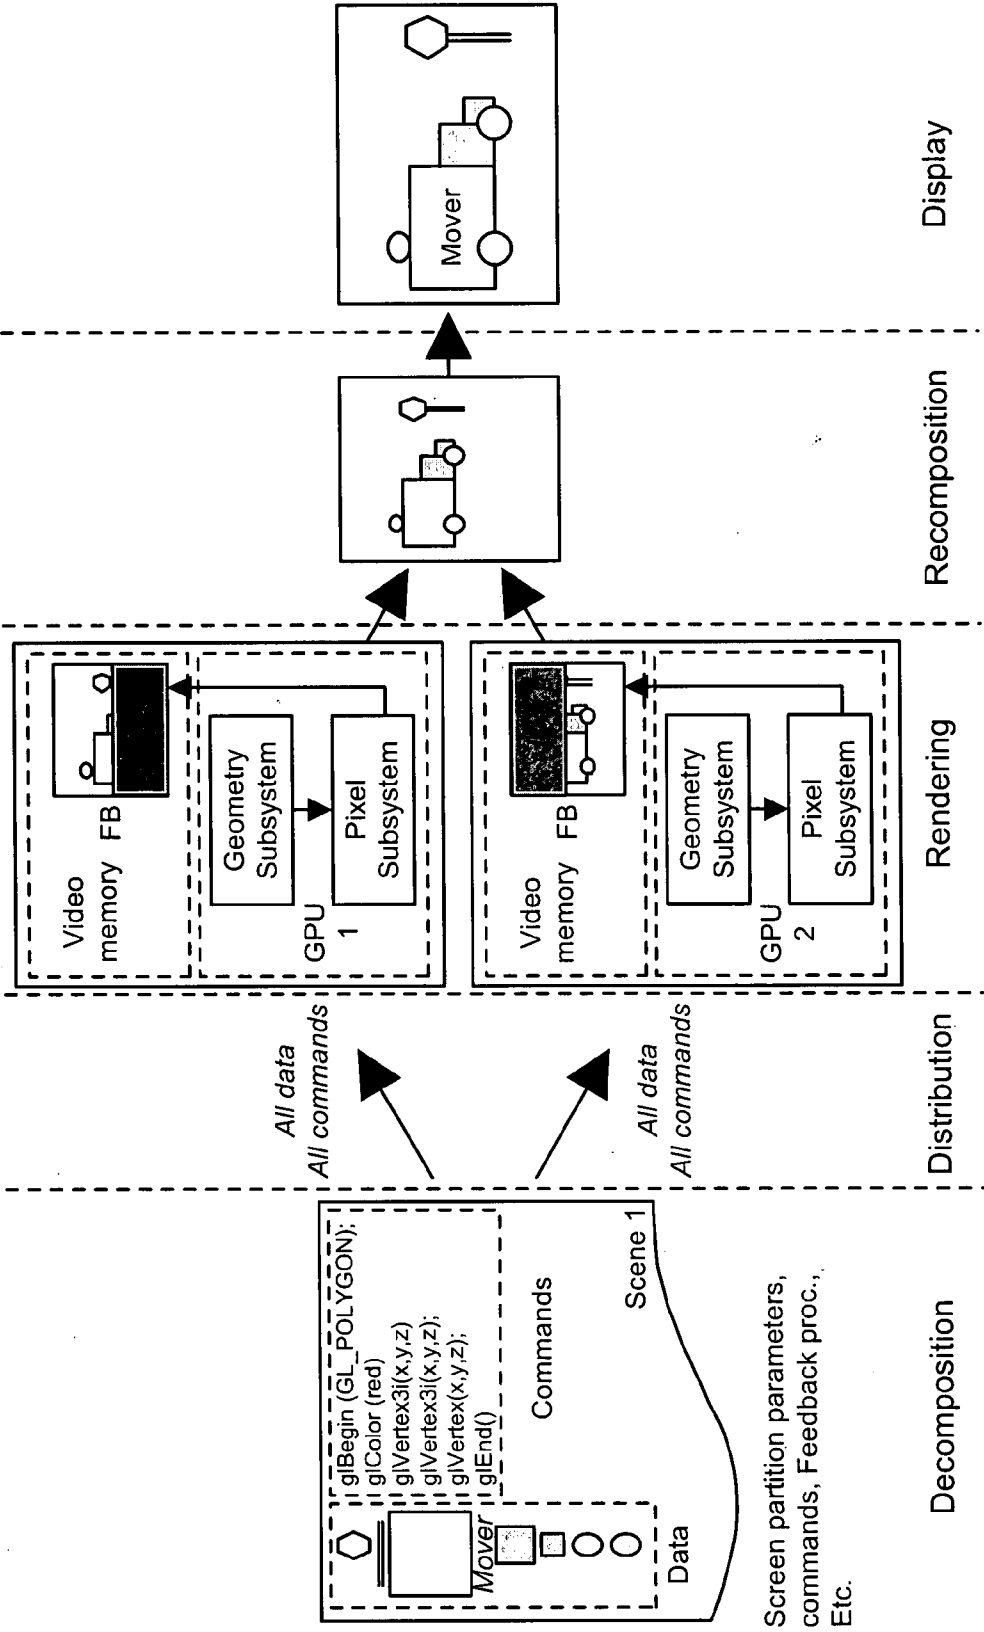 glBegin (GL_POLYGON);
glColor (red)
glVertex3i(x,y,z)
glVertex3i(x,y,z);
glVertex(x,y,z);
glEnd()
Commands
Scene 1
Mover
Data
Screen partition parameters,
commands, Feedback proc.,
Etc.
Decomposition
All data
All commands
All data
All commands
Distribution
Video
memory FB
Geometry
Subsystem
Pixel
Subsystem
GPU
1
Video
memory FB
Geometry
Subsystem
Pixel
Subsystem
GPU
2
Rendering
Recomposition
Mover
Display